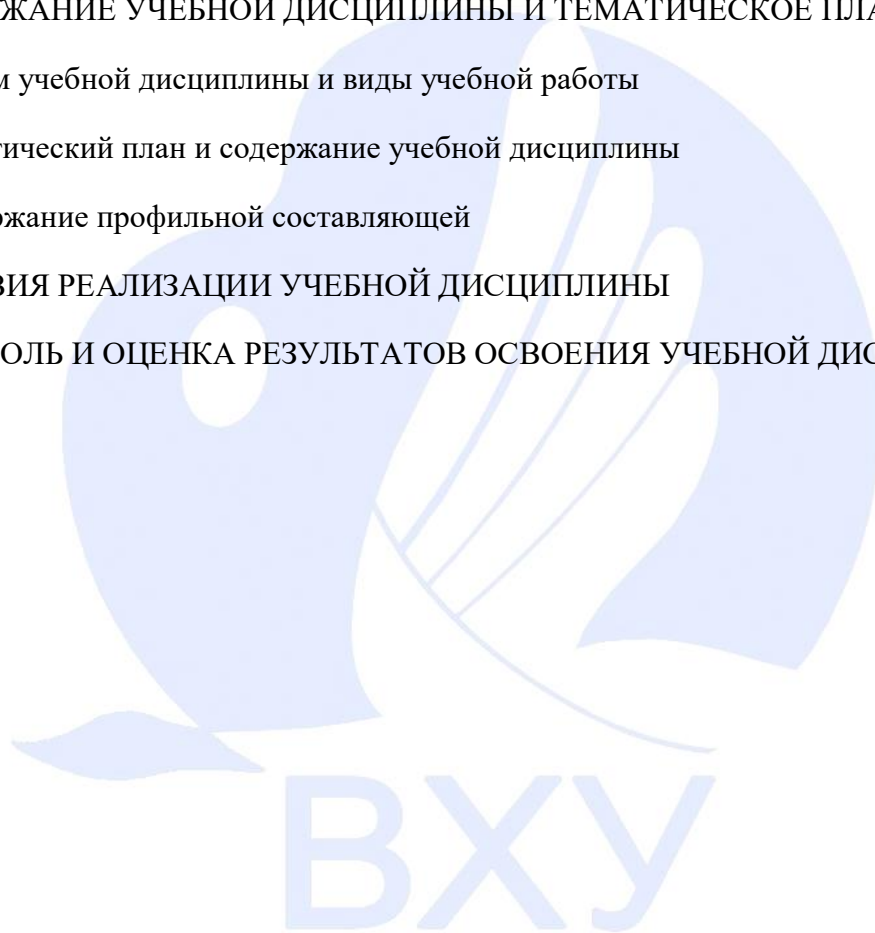 ЖАНИЕ УЧЕБНОЙ ДИСЦИПЛИНЫ И ТЕМАТИЧЕСКОЕ ПЛА
м учебной дисциплины и виды учебной работы
тический план и содержание учебной дисциплины
жание профильной составляющей
ВИЯ РЕАЛИЗАЦИИ УЧЕБНОЙ ДИСЦИПЛИНЫ
ОЛЬ И ОЦЕНКА РЕЗУЛЬТАТОВ ОСВОЕНИЯ УЧЕБНОЙ ДИС
ВХУ